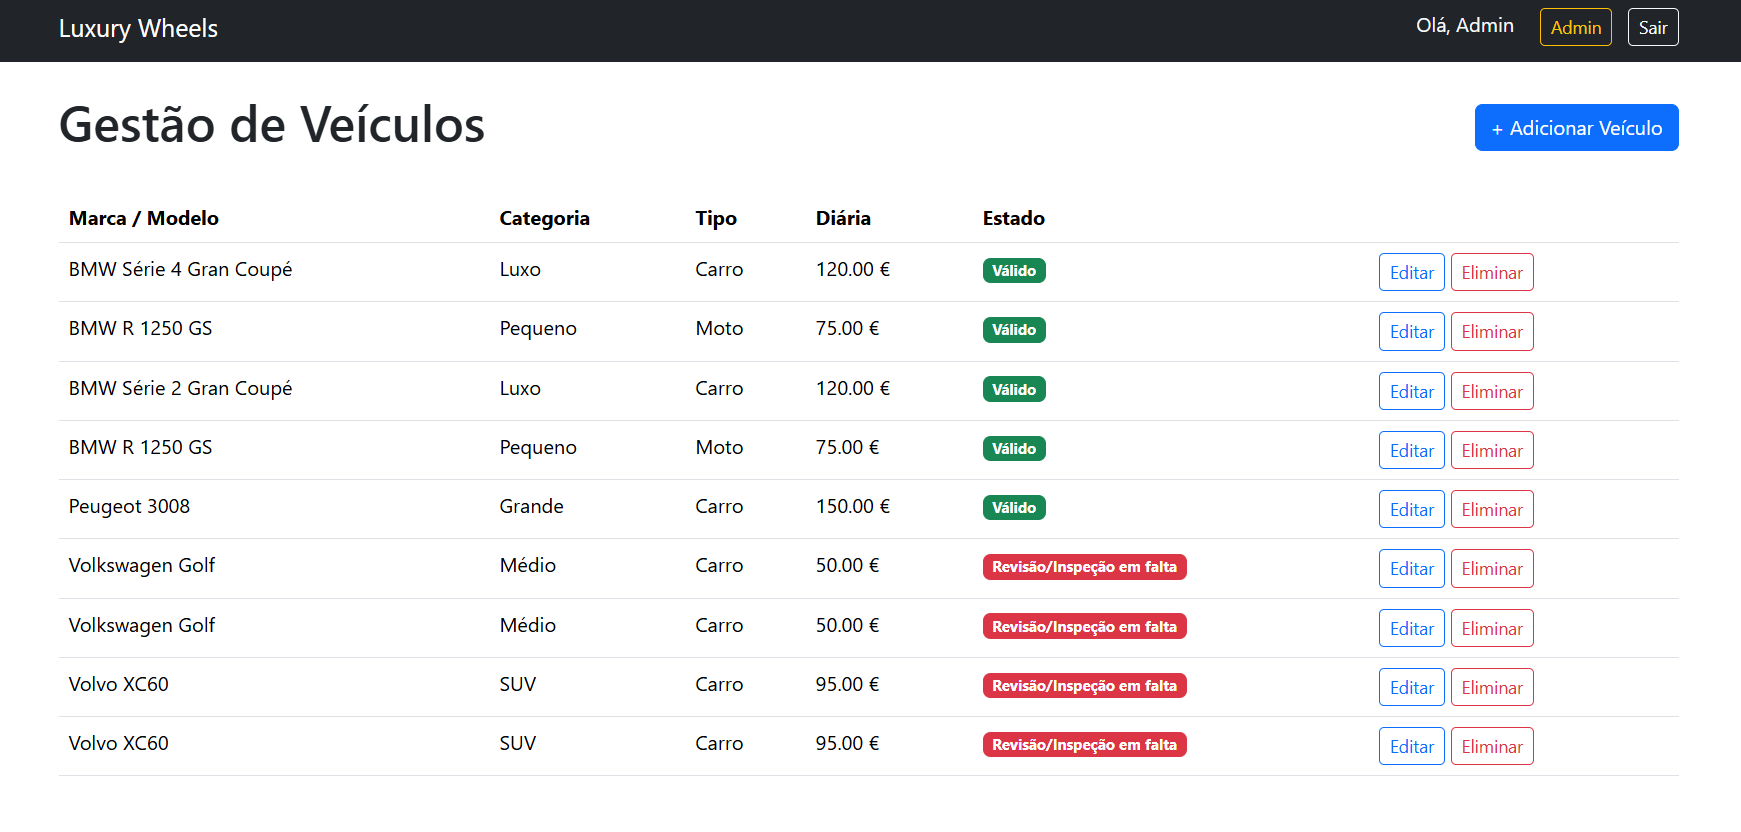 Luxury Wheels Olá, Admin Admin Sair
Gestão de Veículos + Adicionar Veículo
Marca / Modelo Categoria Tipo Diária Estado
BMW Série 4 Gran Coupé Luxo Carro 120.00 € Válido Editar Eliminar
BMW R 1250 GS Pequeno Moto 75.00 € Válido Editar Eliminar
BMW Série 2 Gran Coupé Luxo Carro 120.00 € Válido Editar Eliminar
BMW R 1250 GS Pequeno Moto 75.00 € Válido Editar Eliminar
Peugeot 3008 Grande Carro 150.00 € Válido Editar Eliminar
Volkswagen Golf Médio Carro 50.00 € Revisão/Inspeção em falta Editar Eliminar
Volkswagen Golf Médio Carro 50.00 € Revisão/Inspeção em falta Editar Eliminar
Volvo XC60 SUV Carro 95.00 € Revisão/Inspeção em falta Editar Eliminar
Volvo XC60 SUV Carro 95.00 € Revisão/Inspeção em falta Editar Eliminar